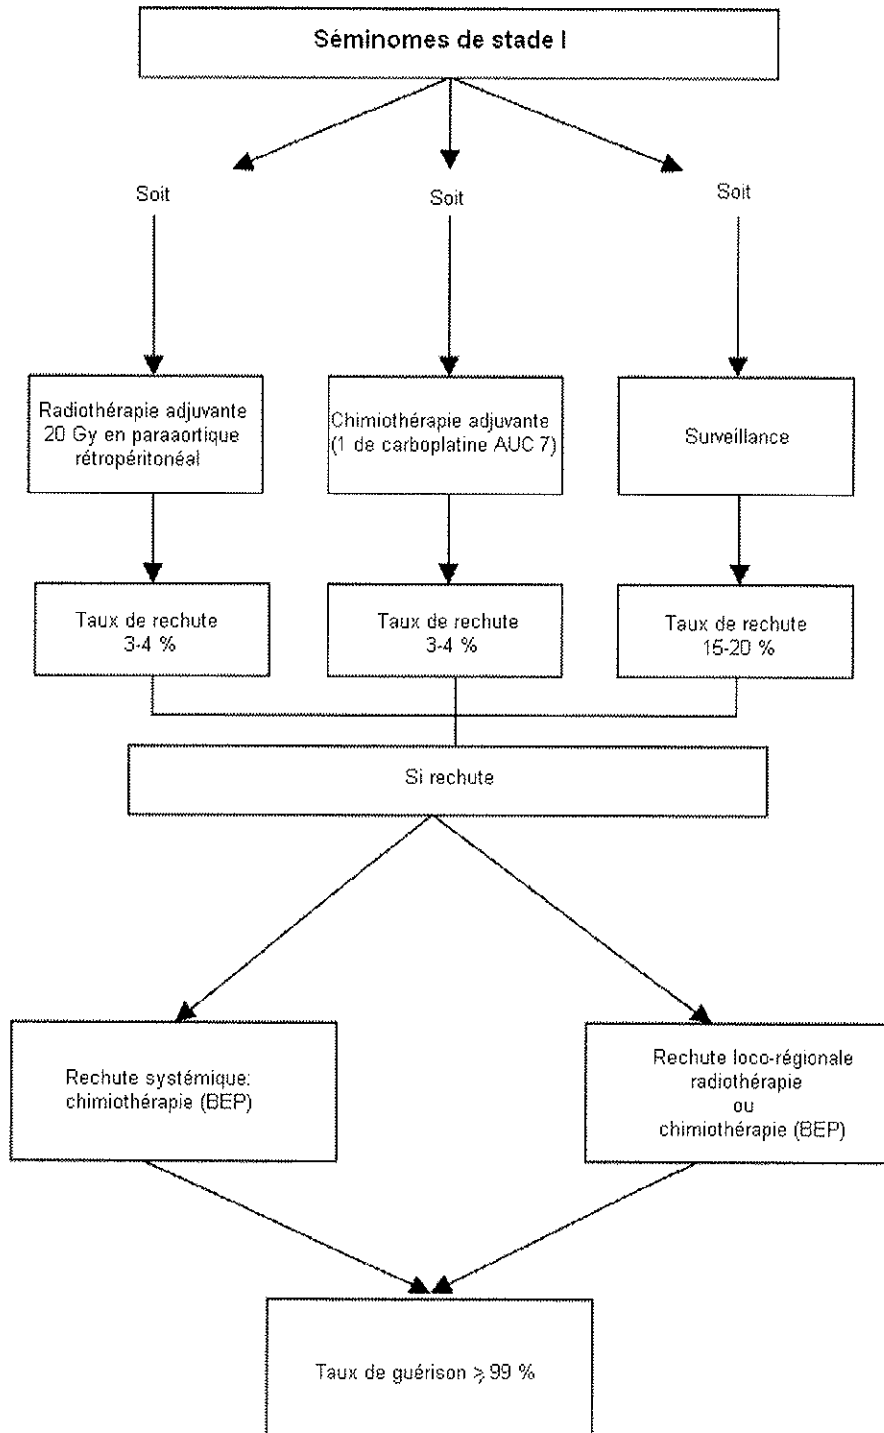 Séminomes de stade I
Soit
Soit
Soit
Radiothérapie adjuvante
20 Gy en paraaortique
rétropéritonéal
Chimiothérapie adjuvante
(1 de carboplatine AUC 7)
Surveillance
Taux de rechute
3-4 %
Taux de rechute
3-4 %
Taux de rechute
15-20 %
Si rechute
Rechute systémique:
chimiothérapie (BEP)
Rechute loco-régionale
radiothérapie
ou
chimiothérapie (BEP)
Taux de guérison ⩾ 99 %